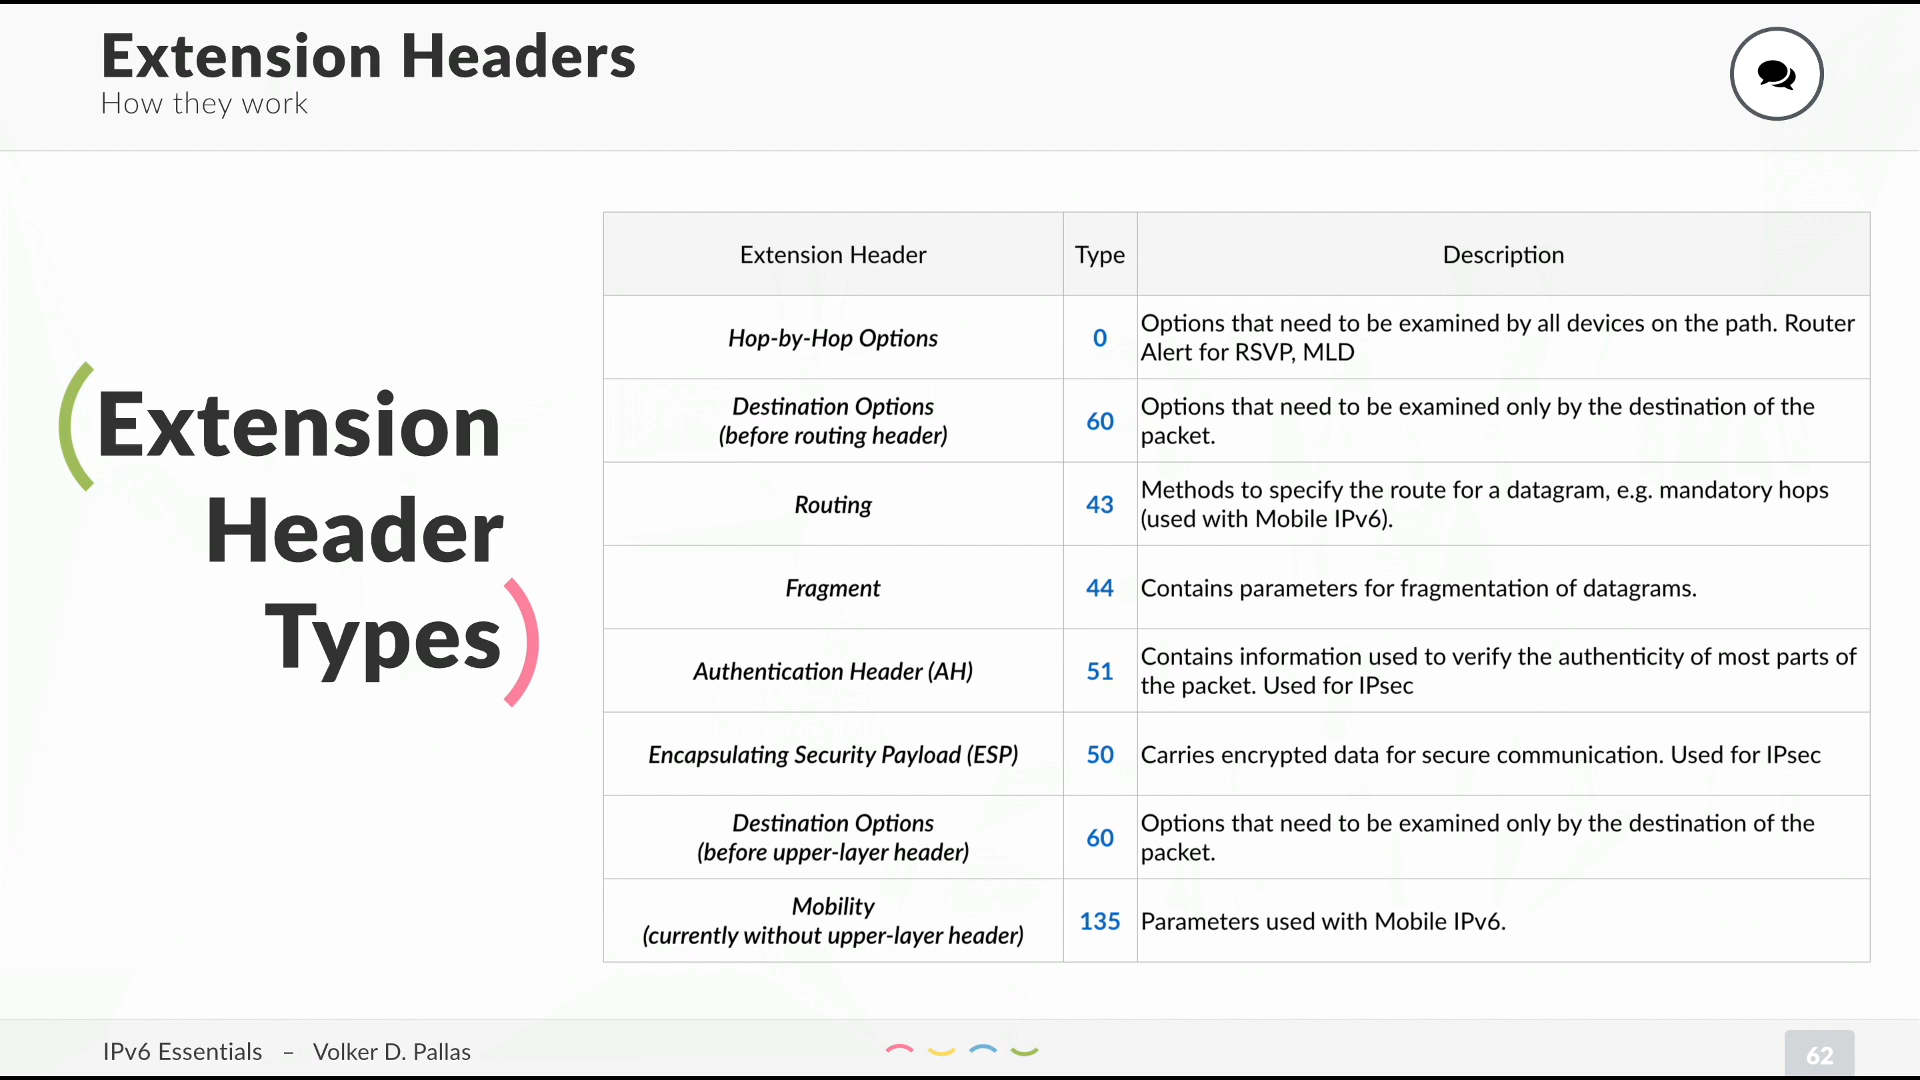 Extension Headers
How they work
Extension
Header
Types
Extension Header
Type
Description
Hop-by-Hop Options
0
Options that need to be examined by all devices on the path. Router
Alert for RSVP, MLD
Destination Options
(before routing header)
60
Options that need to be examined only by the destination of the
packet.
Routing
43
Methods to specify the route for a datagram, e.g. mandatory hops
(used with Mobile IPv6).
Fragment
44
Contains parameters for fragmentation of datagrams.
Authentication Header (AH)
51
Contains information used to verify the authenticity of most parts of
the packet. Used for IPsec
Encapsulating Security Payload (ESP)
50
Carries encrypted data for secure communication. Used for IPsec
Destination Options
(before upper-layer header)
60
Options that need to be examined only by the destination of the
packet.
Mobility
(currently without upper-layer header)
135
Parameters used with Mobile IPv6.
IPv6 Essentials – Volker D. Pallas
62